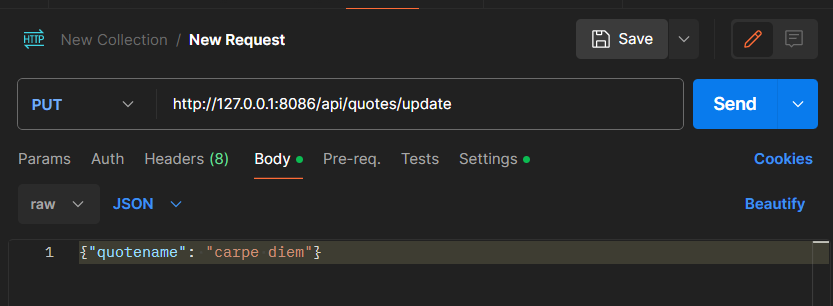 HTTP New Collection / New Request Save
PUT http://127.0.0.1:8086/api/quotes/update Send
Params Auth Headers (8) Body Pre-req. Tests Settings Cookies
raw JSON Beautify
1 {"quotename": "carpe diem"}